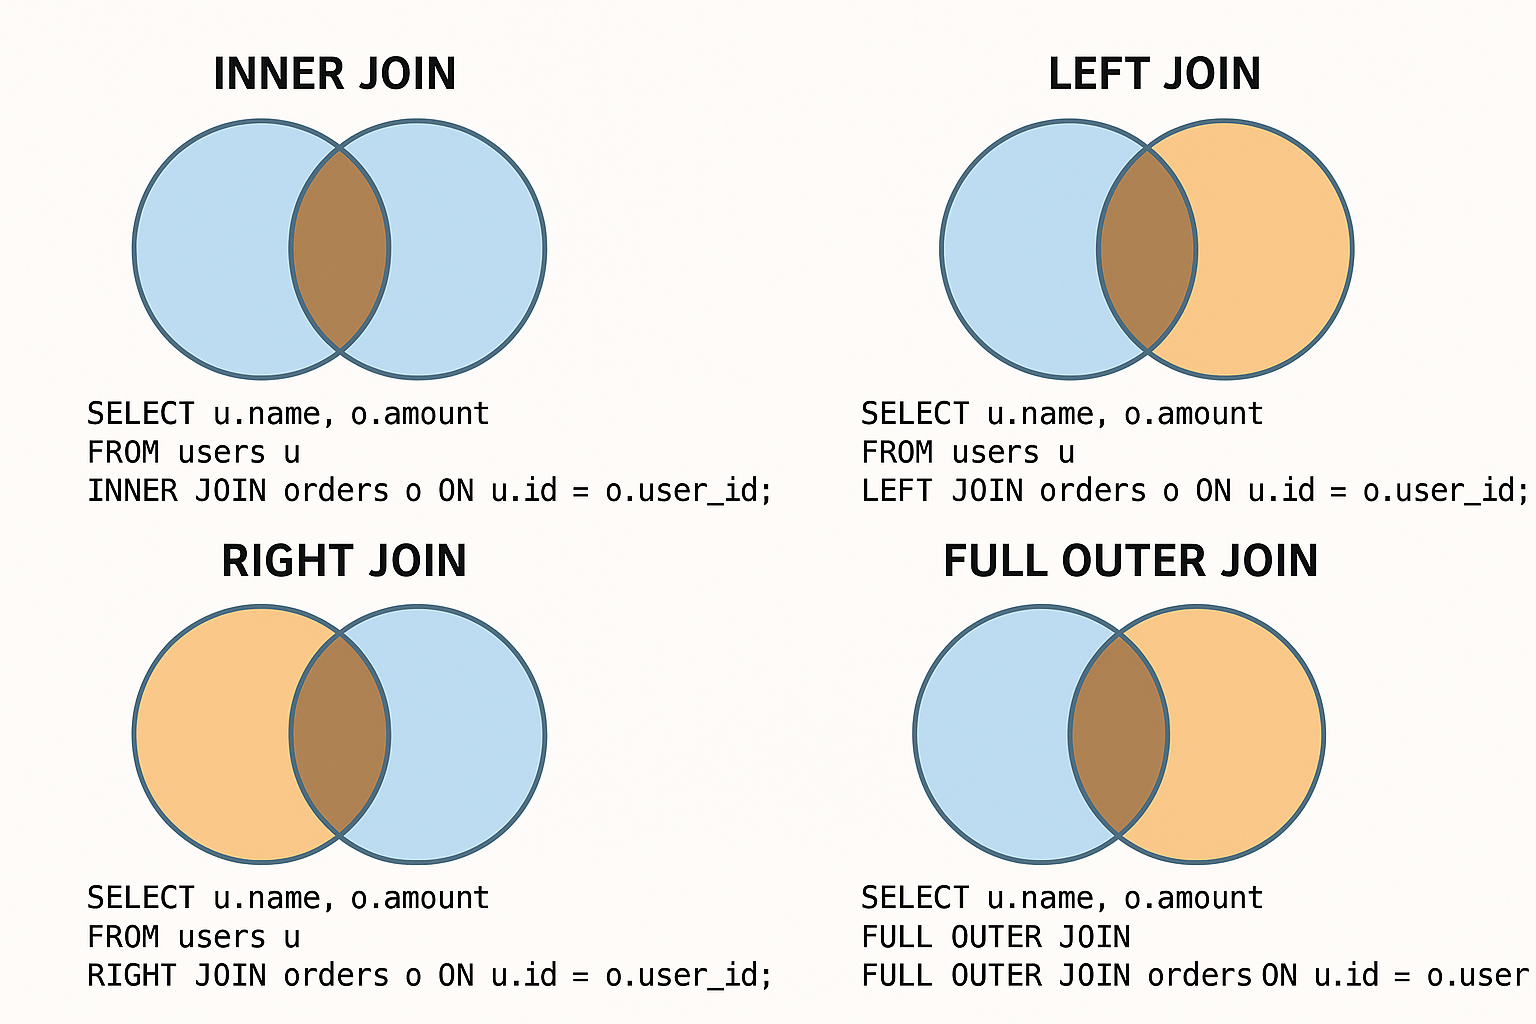 INNER JOIN
SELECT u.name, o.amount
FROM users u
INNER JOIN orders o ON u.id = o.user_id;
LEFT JOIN
SELECT u.name, o.amount
FROM users u
LEFT JOIN orders o ON u.id = o.user_id;
RIGHT JOIN
SELECT u.name, o.amount
FROM users u
RIGHT JOIN orders o ON u.id = o.user_id;
FULL OUTER JOIN
SELECT u.name, o.amount
FULL OUTER JOIN
FULL OUTER JOIN orders ON u.id = o.user